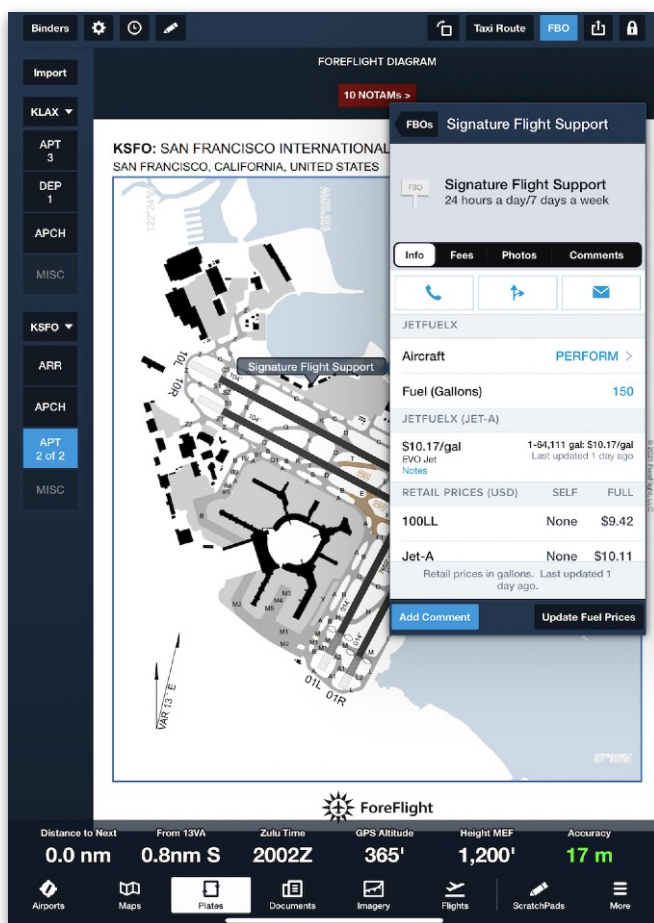 Binders
Taxi Route
FBO
Import
FOREFLIGHT DIAGRAM
10 NOTAMs >
KLAX
APT
3
DEP
1
APCH
MISC
KSFO
ARR
APCH
APT
2 of 2
MISC
KSFO: SAN FRANCISCO INTERNATIONAL
SAN FRANCISCO, CALIFORNIA, UNITED STATES
122°24'W
10L
10R
Signature Flight Support
01L
01R
VAR 13° E
FBOs
Signature Flight Support
FBO
Signature Flight Support
24 hours a day/7 days a week
Info
Fees
Photos
Comments
JETFUELX
Aircraft PERFORM >
Fuel (Gallons) 150
JETFUELX (JET-A)
$10.17/gal 1-64,111 gal: $10.17/gal
EVO Jet Last updated 1 day ago
Notes
RETAIL PRICES (USD) SELF FULL
100LL None $9.42
Jet-A None $10.11
Retail prices in gallons. Last updated 1
day ago.
Add Comment
Update Fuel Prices
© 2021 ForeFlight, LLC
ForeFlight
Distance to Next From 13VA Zulu Time GPS Altitude Height MEF Accuracy
0.0 nm 0.8nm S 2002Z 365' 1,200' 17 m
Airports Maps Plates Documents Imagery Flights ScratchPads More